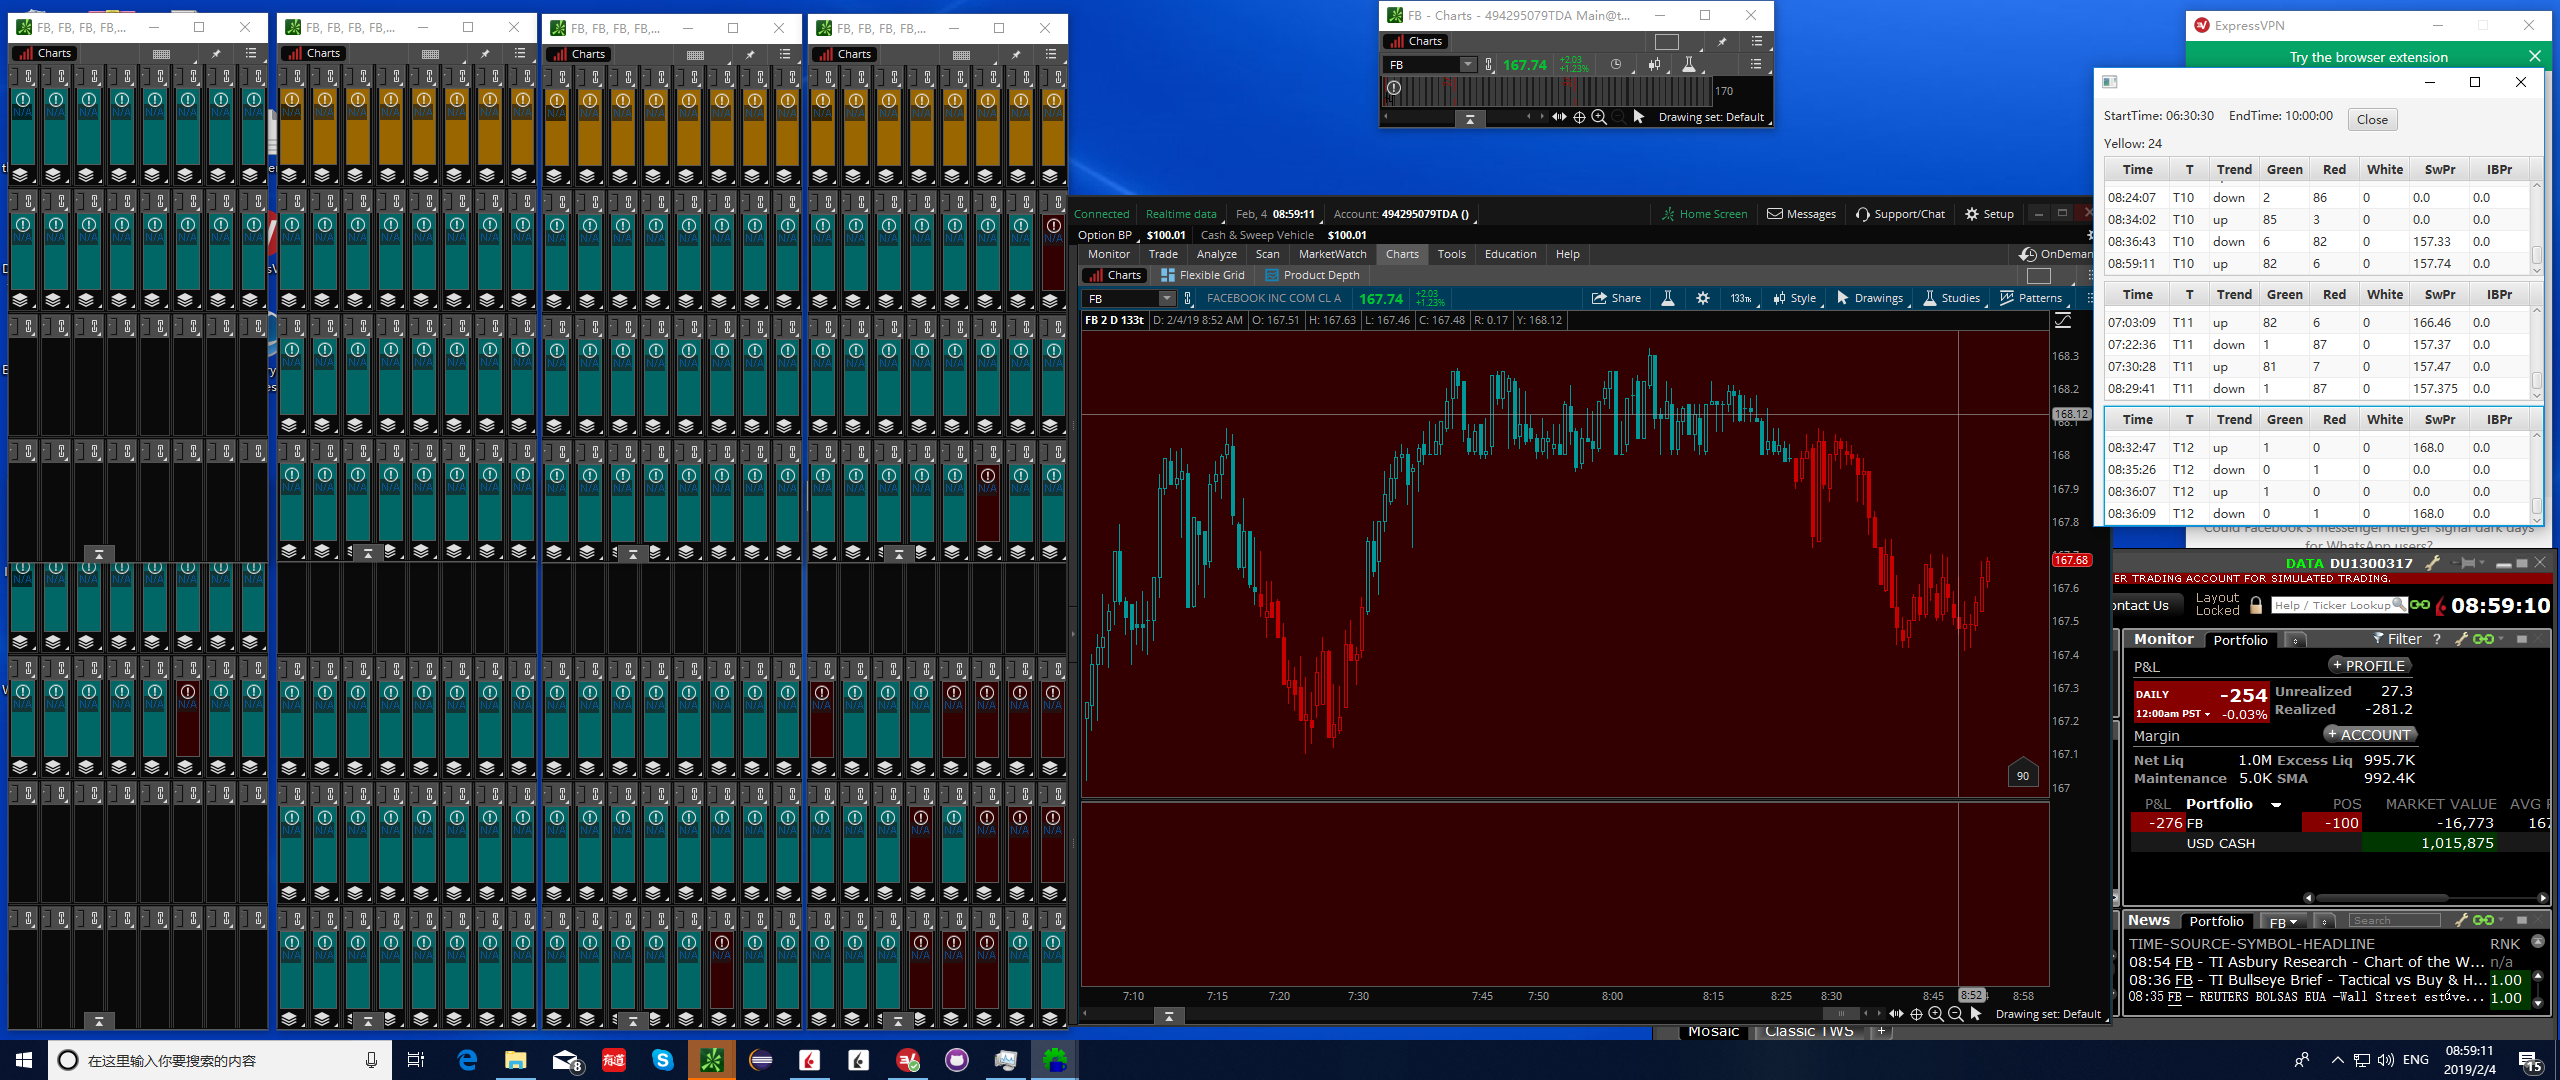 FB, FB, FB, FB,...
Charts
FB, FB, FB, FB,...
Charts
FB, FB, FB, FB,...
Charts
FB, FB, FB, FB,...
Charts
FB - Charts - 494295079TDA Main@t...
Charts
FB 167.74 +2.03 +1.23%
170
Drawing set: Default
ExpressVPN
Try the browser extension
StartTime: 06:30:30 EndTime: 10:00:00 Close
Yellow: 24
Time T Trend Green Red White SwPr IBPr
08:24:07 T10 down 2 86 0 0.0 0.0
08:34:02 T10 up 85 3 0 0.0 0.0
08:36:43 T10 down 6 82 0 157.33 0.0
08:59:11 T10 up 82 6 0 157.74 0.0
Time T Trend Green Red White SwPr IBPr
07:03:09 T11 up 82 6 0 166.46 0.0
07:22:36 T11 down 1 87 0 157.37 0.0
07:30:28 T11 up 81 7 0 157.47 0.0
08:29:41 T11 down 1 87 0 157.375 0.0
Time T Trend Green Red White SwPr IBPr
08:32:47 T12 up 1 0 0 168.0 0.0
08:35:26 T12 down 0 1 0 0.0 0.0
08:36:07 T12 up 1 0 0 0.0 0.0
08:36:09 T12 down 0 1 0 168.0 0.0
Could Facebook's messenger merger signal dark days
for WhatsApp users?
Connected Realtime data Feb, 4 08:59:11 Account: 494295079TDA () Home Screen Messages Support/Chat Setup
Option BP $100.01 Cash & Sweep Vehicle $100.01
Monitor Trade Analyze Scan MarketWatch Charts Tools Education Help OnDeman
Charts Flexible Grid Product Depth
FB FACEBOOK INC COM CL A 167.74 +2.03 +1.23% Share 133tk Style Drawings Studies Patterns
FB 2 D 133t D: 2/4/19 8:52 AM O: 167.51 H: 167.63 L: 167.46 C: 167.48 R: 0.17 Y: 168.12
168.3
168.2
168.12
168.1
168
167.9
167.8
167.68
167.6
167.5
167.4
167.3
167.2
167.1
167
90
7:10 7:15 7:20 7:30 7:45 7:50 8:00 8:15 8:25 8:30 8:45 8:52 8:58
Drawing set: Default
DATA DU1300317
ER TRADING ACCOUNT FOR SIMULATED TRADING.
ontact Us Layout Locked Help / Ticker Lookup 08:59:10
Monitor Portfolio Filter ?
P&L + PROFILE
DAILY -254 Unrealized 27.3
12:00am PST -0.03% Realized -281.2
Margin + ACCOUNT
Net Liq 1.0M Excess Liq 995.7K
Maintenance 5.0K SMA 992.4K
P&L Portfolio POS MARKET VALUE AVG P
-276 FB -100 -16,773 167
USD CASH 1,015,875
News Portfolio FB Search
TIME-SOURCE-SYMBOL-HEADLINE RNK
08:54 FB - TI Asbury Research - Chart of the W... n/a
08:36 FB - TI Bullseye Brief - Tactical vs Buy & H... 1.00
08:35 FB - REUTERS BOLSAS EUA -Wall Street estáve... 1.00
Mosaic Classic TWS +
在这里输入你要搜索的内容
8
有道
ENG
08:59:11
2019/2/4
15